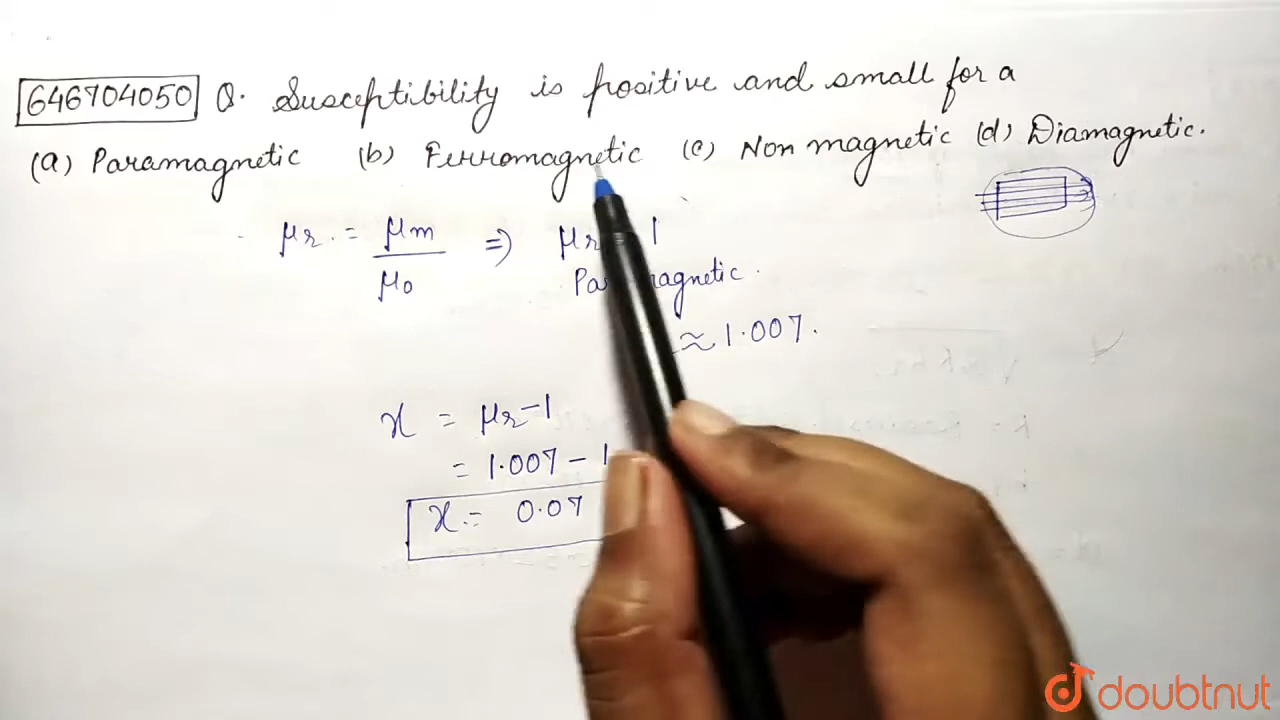 646704050 Q. Susceptibility is positive and small for a
(a) Paramagnetic (b) Ferromagnetic (c) Non magnetic (d) Diamagnetic.
μr = μm / μ0 ⇒ μr 1
≈ 1.007.
x = μr - 1
= 1.007 - 1
x = 0.07
doubtnut